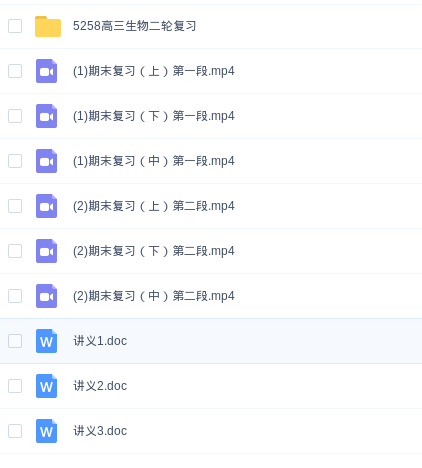 5258高三生物二轮复习
(1)期末复习（上）第一段.mp4
(1)期末复习（下）第一段.mp4
(1)期末复习（中）第一段.mp4
(2)期末复习（上）第二段.mp4
(2)期末复习（下）第二段.mp4
(2)期末复习（中）第二段.mp4
W 讲义1.doc
W 讲义2.doc
W 讲义3.doc